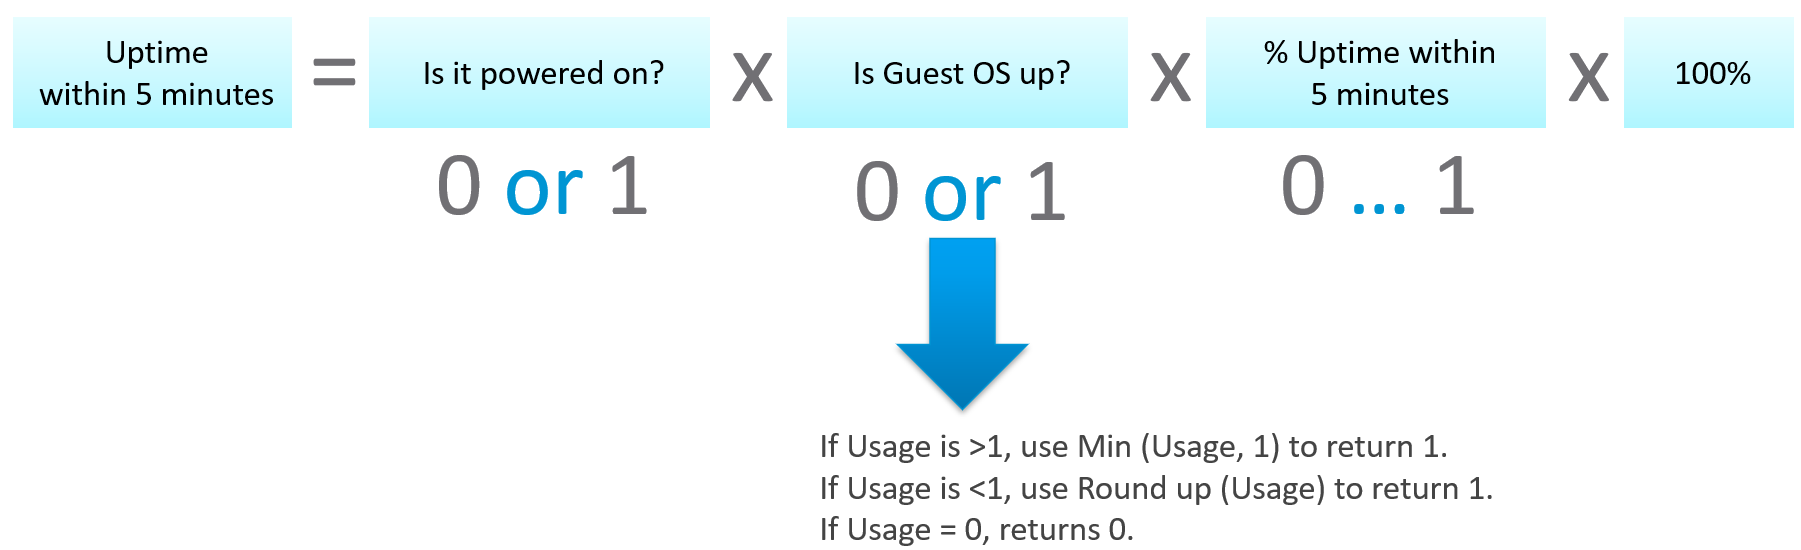 Uptime
within 5 minutes
=
Is it powered on?
X
Is Guest OS up?
X
% Uptime within
5 minutes
X
100%
0 or 1
0 or 1
0 ... 1
If Usage is >1, use Min (Usage, 1) to return 1.
If Usage is <1, use Round up (Usage) to return 1.
If Usage = 0, returns 0.